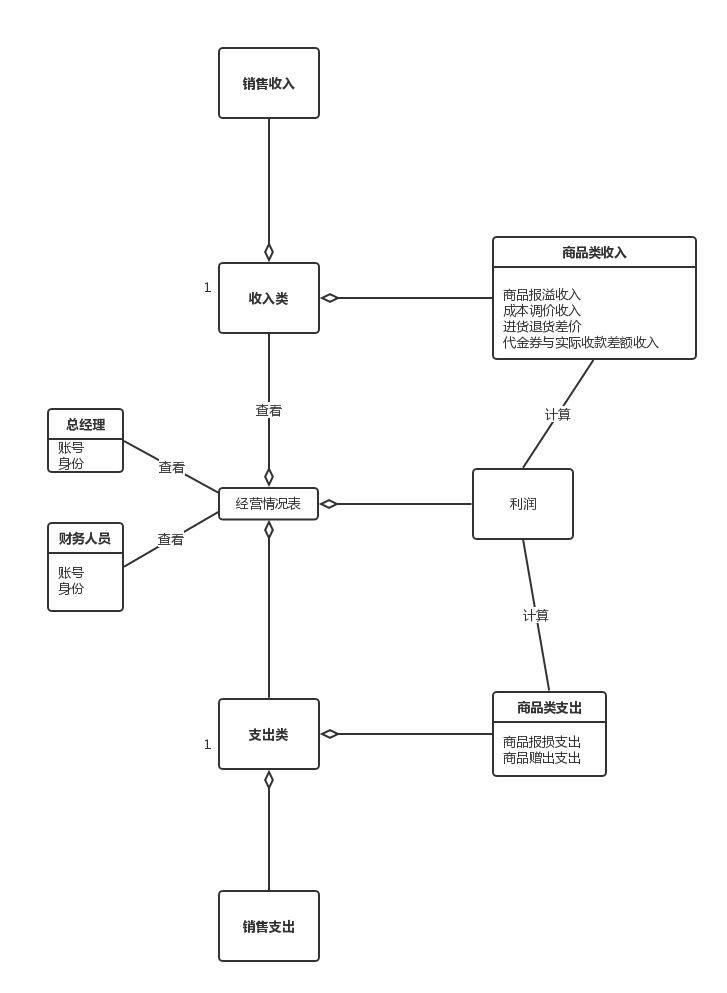 销售收入
商品类收入
1
收入类
商品报溢收入
成本调价收入
进货退货差价
代金券与实际收款差额收入
查看
计算
总经理
账号
身份
查看
经营情况表
利润
财务人员
查看
账号
身份
计算
商品类支出
1
支出类
商品报损支出
商品赠出支出
销售支出